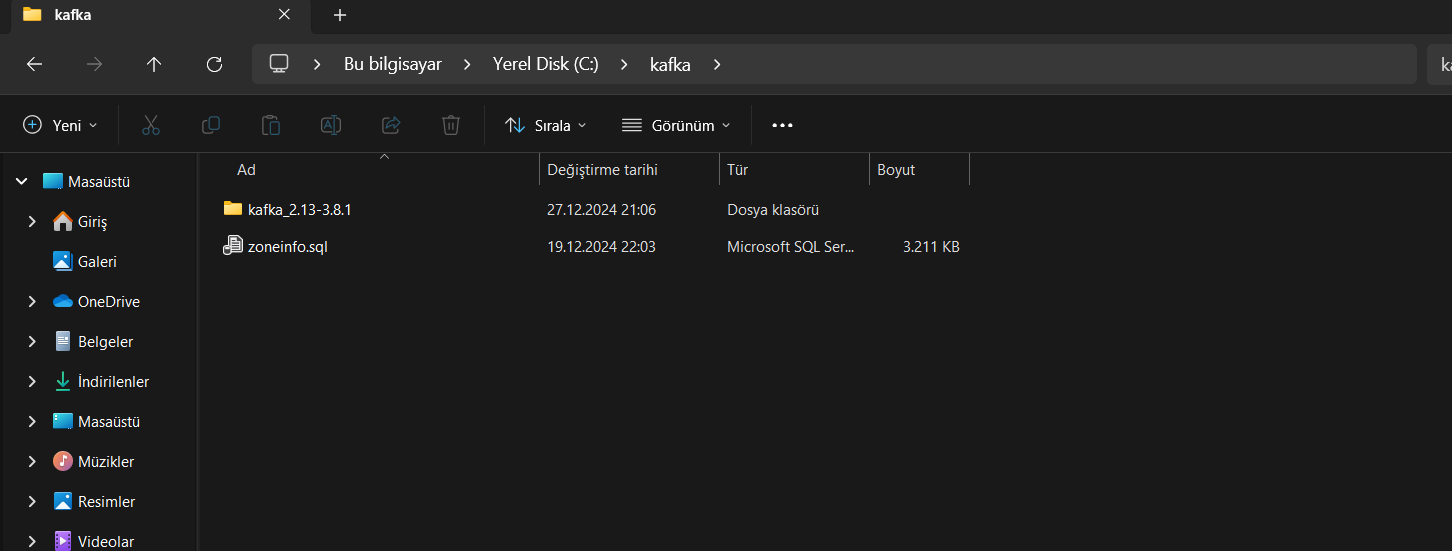 kafka
Bu bilgisayar > Yerel Disk (C:) > kafka >
Yeni Sırala Görünüm
Ad Değiştirme tarihi Tür Boyut
kafka_2.13-3.8.1 27.12.2024 21:06 Dosya klasörü
zoneinfo.sql 19.12.2024 22:03 Microsoft SQL Ser... 3.211 KB
Masaüstü
Giriş
Galeri
OneDrive
Belgeler
İndirilenler
Masaüstü
Müzikler
Resimler
Videolar